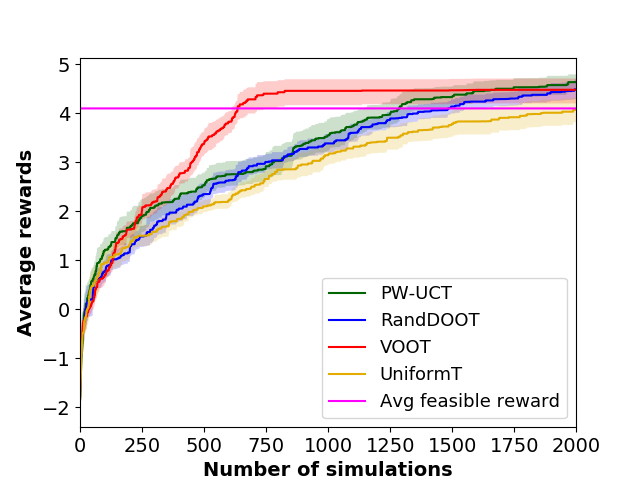 5
4
3
2
1
0
−1
−2
Average rewards
PW-UCT
RandDOOT
VOOT
UniformT
Avg feasible reward
0 250 500 750 1000 1250 1500 1750 2000
Number of simulations